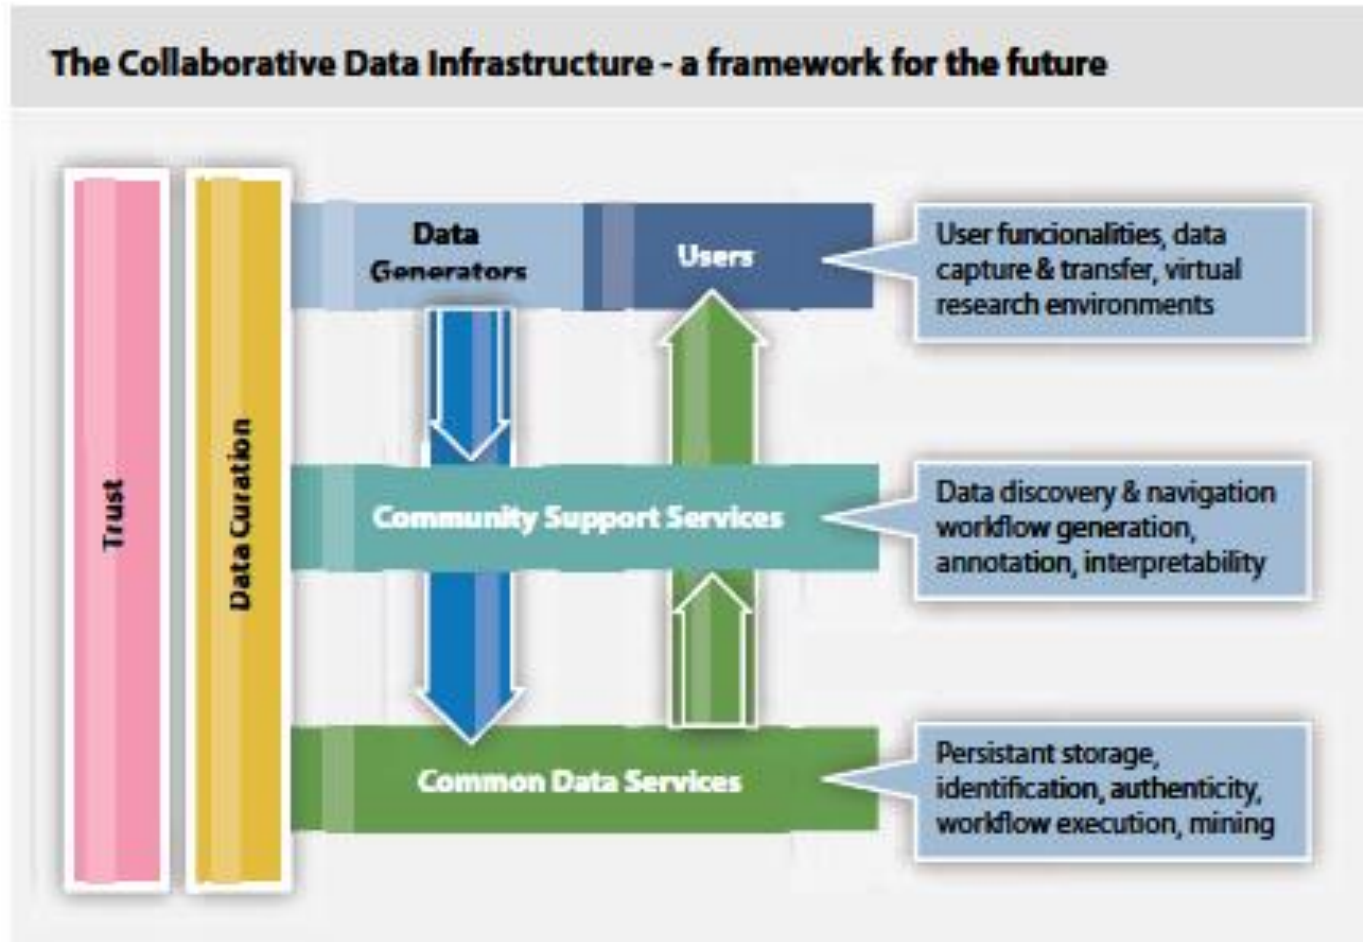 The Collaborative Data Infrastructure - a framework for the future
Trust
Data Curation
Data
Generators
Users
User funcionalities, data
capture & transfer, virtual
research environments
Community Support Services
Data discovery & navigation
workflow generation,
annotation, interpretability
Common Data Services
Persistant storage,
identification, authenticity,
workflow execution, mining